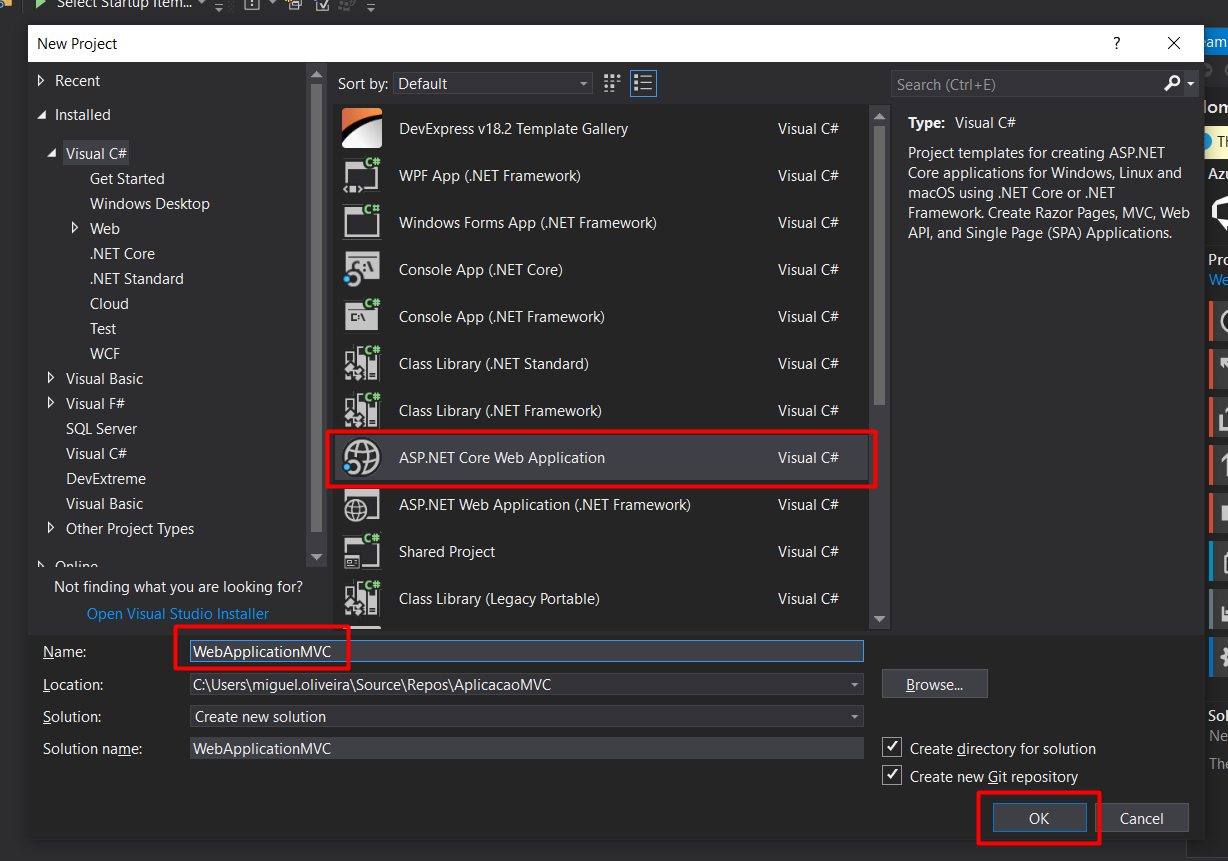 Select Startup Item...
New Project
?
Recent
Installed
Visual C#
Get Started
Windows Desktop
Web
.NET Core
.NET Standard
Cloud
Test
WCF
Visual Basic
Visual F#
SQL Server
Visual C#
DevExtreme
Visual Basic
Other Project Types
Online
Not finding what you are looking for?
Open Visual Studio Installer
Sort by: Default
DevExpress v18.2 Template Gallery Visual C#
WPF App (.NET Framework) Visual C#
Windows Forms App (.NET Framework) Visual C#
Console App (.NET Core) Visual C#
Console App (.NET Framework) Visual C#
Class Library (.NET Standard) Visual C#
Class Library (.NET Framework) Visual C#
ASP.NET Core Web Application Visual C#
ASP.NET Web Application (.NET Framework) Visual C#
Shared Project Visual C#
Class Library (Legacy Portable) Visual C#
Search (Ctrl+E)
Type: Visual C#
Project templates for creating ASP.NET
Core applications for Windows, Linux and
macOS using .NET Core or .NET
Framework. Create Razor Pages, MVC, Web
API, and Single Page (SPA) Applications.
Name: WebApplicationMVC
Location: C:\Users\miguel.oliveira\Source\Repos\AplicacaoMVC
Browse...
Solution: Create new solution
Solution name: WebApplicationMVC
Create directory for solution
Create new Git repository
OK Cancel